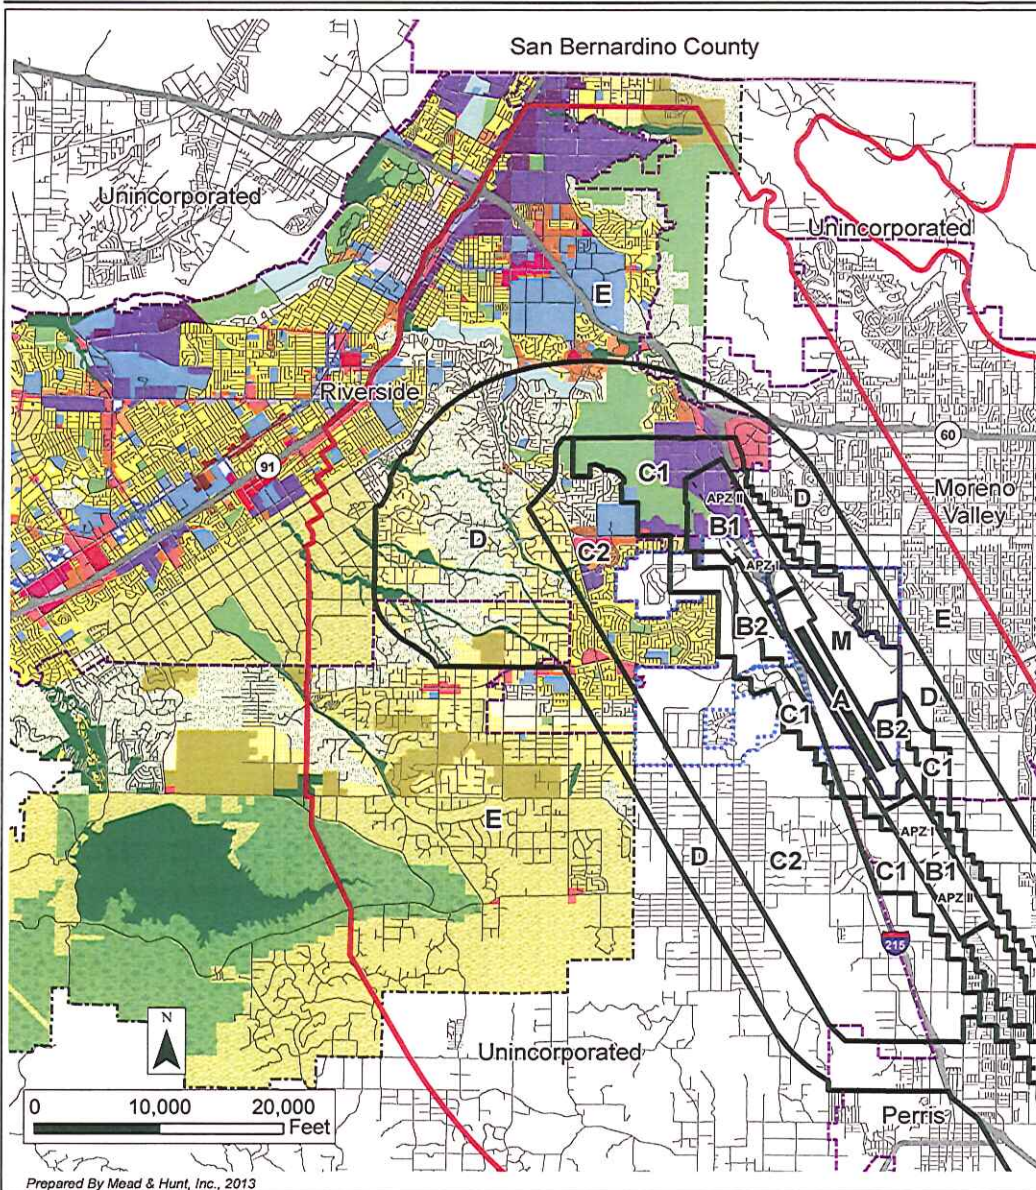 San Bernardino County
Unincorporated
Unincorporated
E
Riverside
60
91
C1
APZ II
D
Moreno
Valley
B1
D
C2
APZ I
B2
M
E
A
D
C1
B2
C1
E
APZ I
D
C2
C1
B1
APZ II
215
N
Unincorporated
0 10,000 20,000
Feet
Perris
Prepared By Mead & Hunt, Inc., 2013